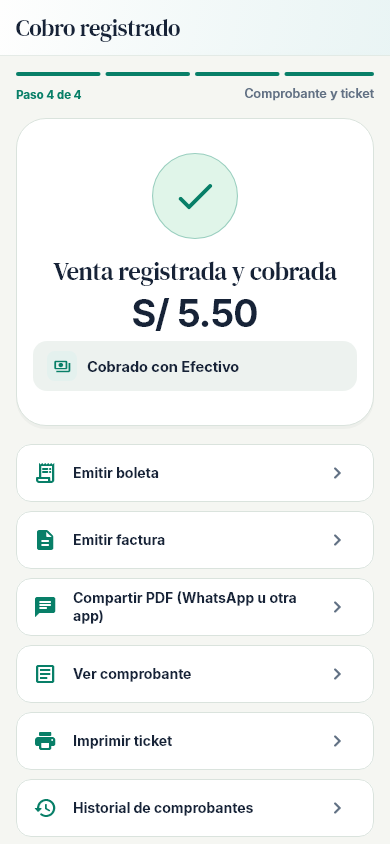 Cobro registrado
Paso 4 de 4
Comprobante y ticket
Venta registrada y cobrada
S/ 5.50
Cobrado con Efectivo
Emitir boleta
Emitir factura
Compartir PDF (WhatsApp u otra
app)
Ver comprobante
Imprimir ticket
Historial de comprobantes